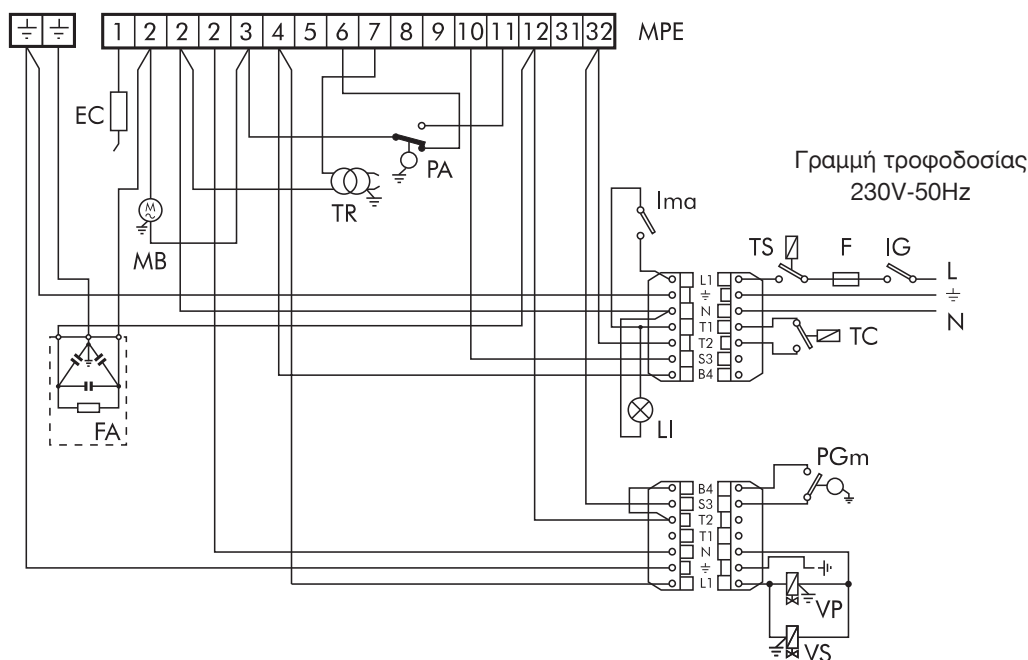 1 2 2 2 3 4 5 6 7 8 9 10 11 12 31 32 MPE
EC
PA
TR
M
MB
FA
Γραμμή τροφοδοσίας
230V-50Hz
Ima
TS F IG
L
N
TC
L1
N
T1
T2
S3
B4
LI
PGm
B4
S3
T2
T1
N
L1
VP
VS